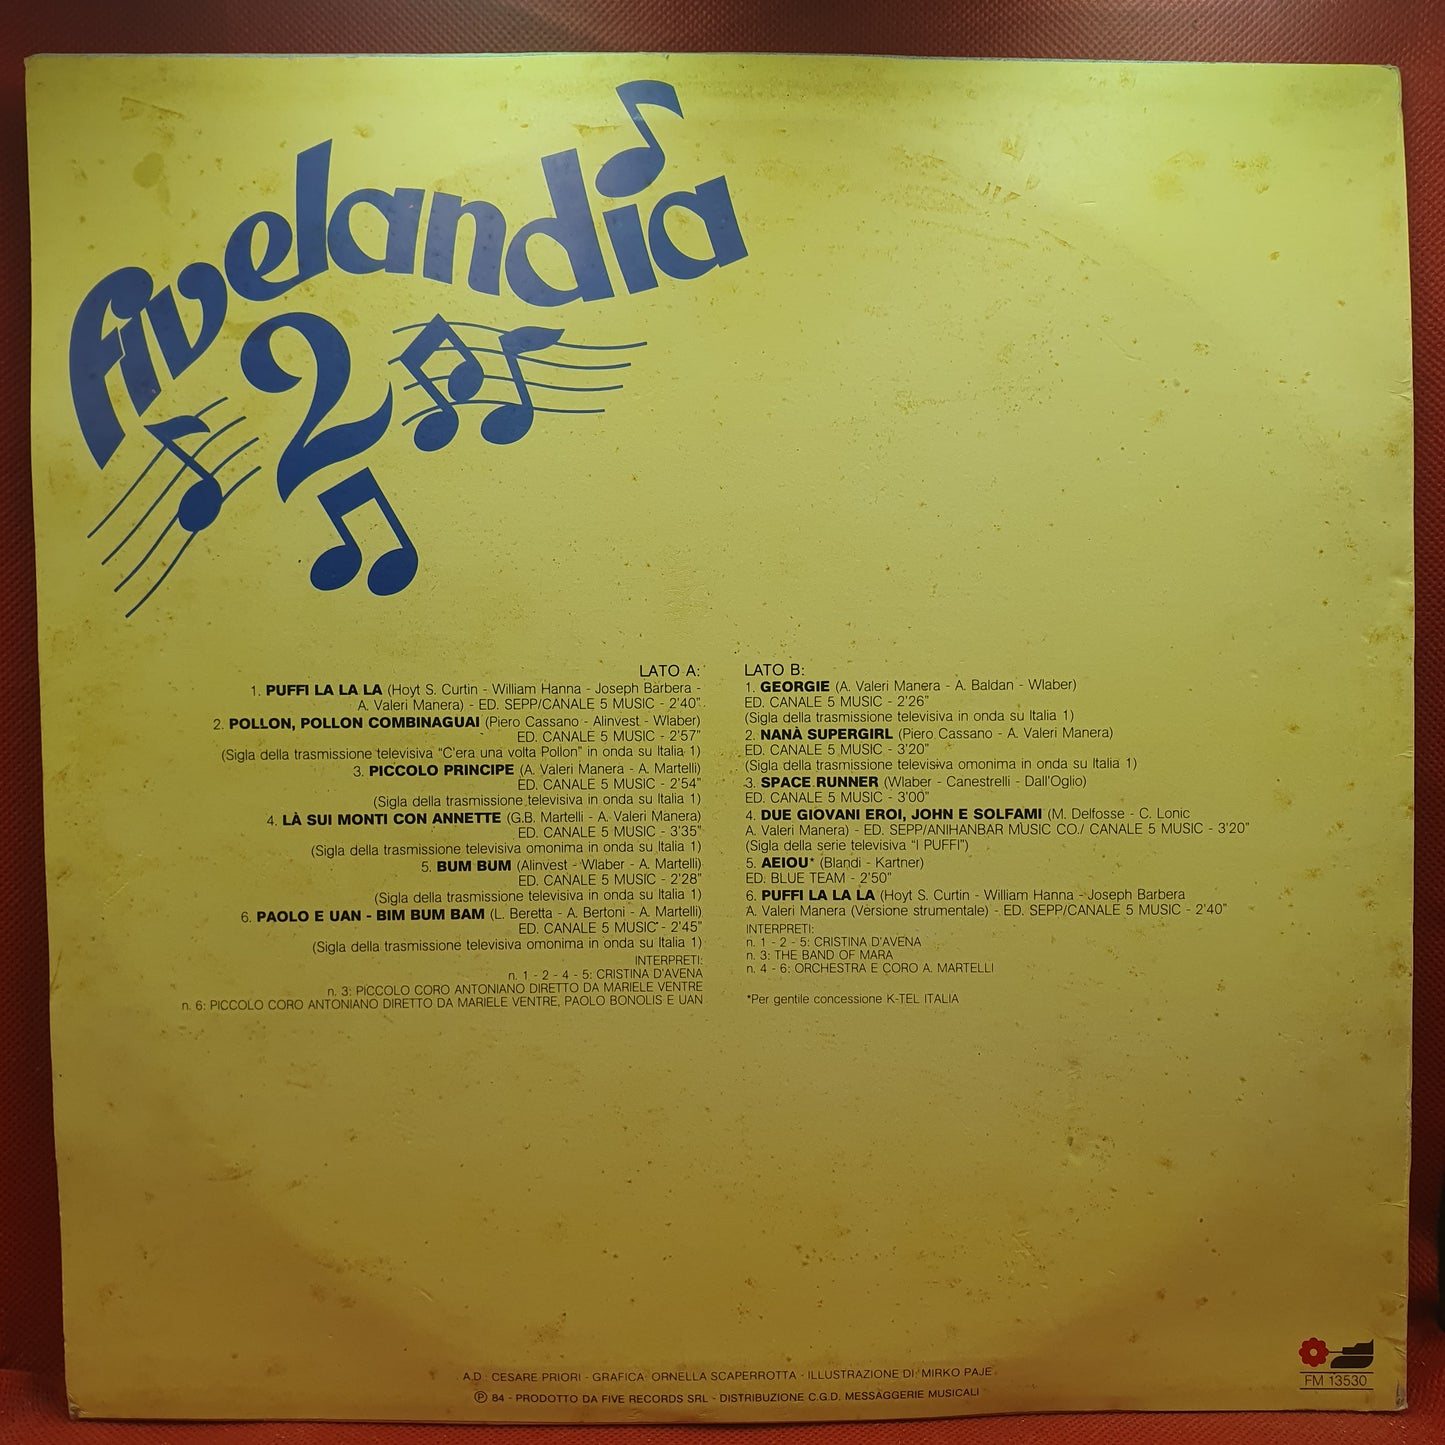 fivelandia
2
LATO A:
1. PUFFI LA LA LA (Hoyt S. Curtin - William Hanna - Joseph Barbera -
A. Valeri Manera) - ED. SEPP/CANALE 5 MUSIC - 2'40"
2. POLLON, POLLON COMBINAGUAI (Piero Cassano - Alinvest - Wlaber)
ED. CANALE 5 MUSIC - 2'57"
(Sigla della trasmissione televisiva "C'era una volta Pollon" in onda su Italia 1)
3. PICCOLO PRINCIPE (A. Valeri Manera - A. Martelli)
ED. CANALE 5 MUSIC - 2'54"
(Sigla della trasmissione televisiva in onda su Italia 1)
4. LÀ SUI MONTI CON ANNETTE (G.B. Martelli - A. Valeri Manera)
ED. CANALE 5 MUSIC - 3'35"
(Sigla della trasmissione televisiva omonima in onda su Italia 1)
5. BUM BUM (Alinvest - Wlaber - A. Martelli)
ED. CANALE 5 MUSIC - 2'28"
(Sigla della trasmissione televisiva in onda su Italia 1)
6. PAOLO E UAN - BIM BUM BAM (L. Beretta - A. Bertoni - A. Martelli)
ED. CANALE 5 MUSIC - 2'45"
(Sigla della trasmissione televisiva omonima in onda su Italia 1)
INTERPRETI:
n. 1 - 2 - 4 - 5: CRISTINA D'AVENA
n. 3: PICCOLO CORO ANTONIANO DIRETTO DA MARIELE VENTRE
n. 6: PICCOLO CORO ANTONIANO DIRETTO DA MARIELE VENTRE, PAOLO BONOLIS E UAN
LATO B:
1. GEORGIE (A. Valeri Manera - A. Baldan - Wlaber)
ED. CANALE 5 MUSIC - 2'26"
(Sigla della trasmissione televisiva in onda su Italia 1)
2. NANÀ SUPERGIRL (Piero Cassano - A. Valeri Manera)
ED. CANALE 5 MUSIC - 3'20"
(Sigla della trasmissione televisiva omonima in onda su Italia 1)
3. SPACE RUNNER (Wlaber - Canestrelli - Dall'Oglio)
ED. CANALE 5 MUSIC - 3'00"
4. DUE GIOVANI EROI, JOHN E SOLFAMI (M. Delfosse - C. Lonic
A. Valeri Manera) - ED. SEPP/ANIHANBAR MUSIC CO./ CANALE 5 MUSIC - 3'20"
(Sigla della serie televisiva "I PUFFI")
5. AEIOU* (Blandi - Kartner)
ED. BLUE TEAM - 2'50"
6. PUFFI LA LA LA (Hoyt S. Curtin - William Hanna - Joseph Barbera
A. Valeri Manera (Versione strumentale) - ED. SEPP/CANALE 5 MUSIC - 2'40"
INTERPRETI:
n. 1 - 2 - 5: CRISTINA D'AVENA
n. 3: THE BAND OF MARA
n. 4 - 6: ORCHESTRA E CORO A. MARTELLI
*Per gentile concessione K-TEL ITALIA
A.D. CESARE PRIORI - GRAFICA ORNELLA SCAPERROTTA - ILLUSTRAZIONE DI MIRKO PAJE
Ⓟ 84 - PRODOTTO DA FIVE RECORDS SRL - DISTRIBUZIONE C.G.D. MESSAGGERIE MUSICALI
FM 13530